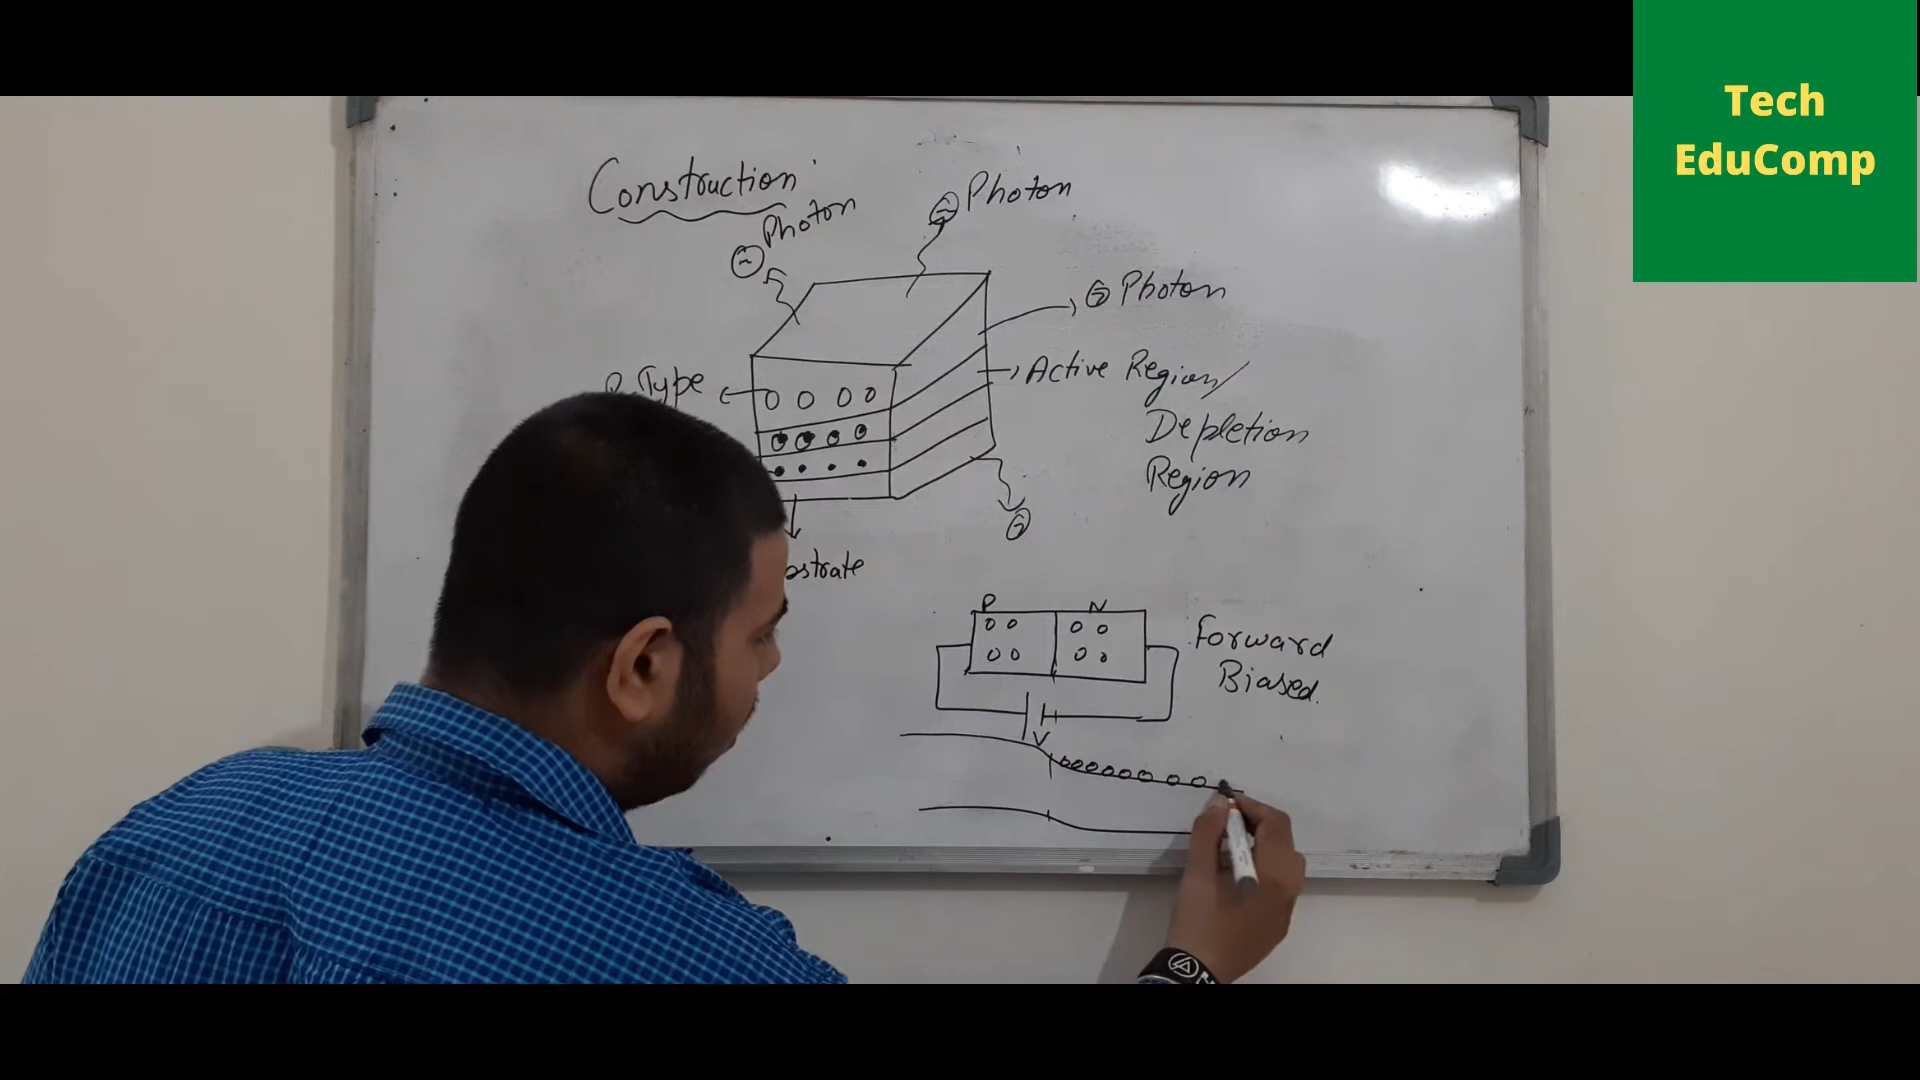 Tech
EduComp
Construction
Photon
Photon
Photon
Type
Active Region/
Depletion
Region
P N
Forward
Biased.
V